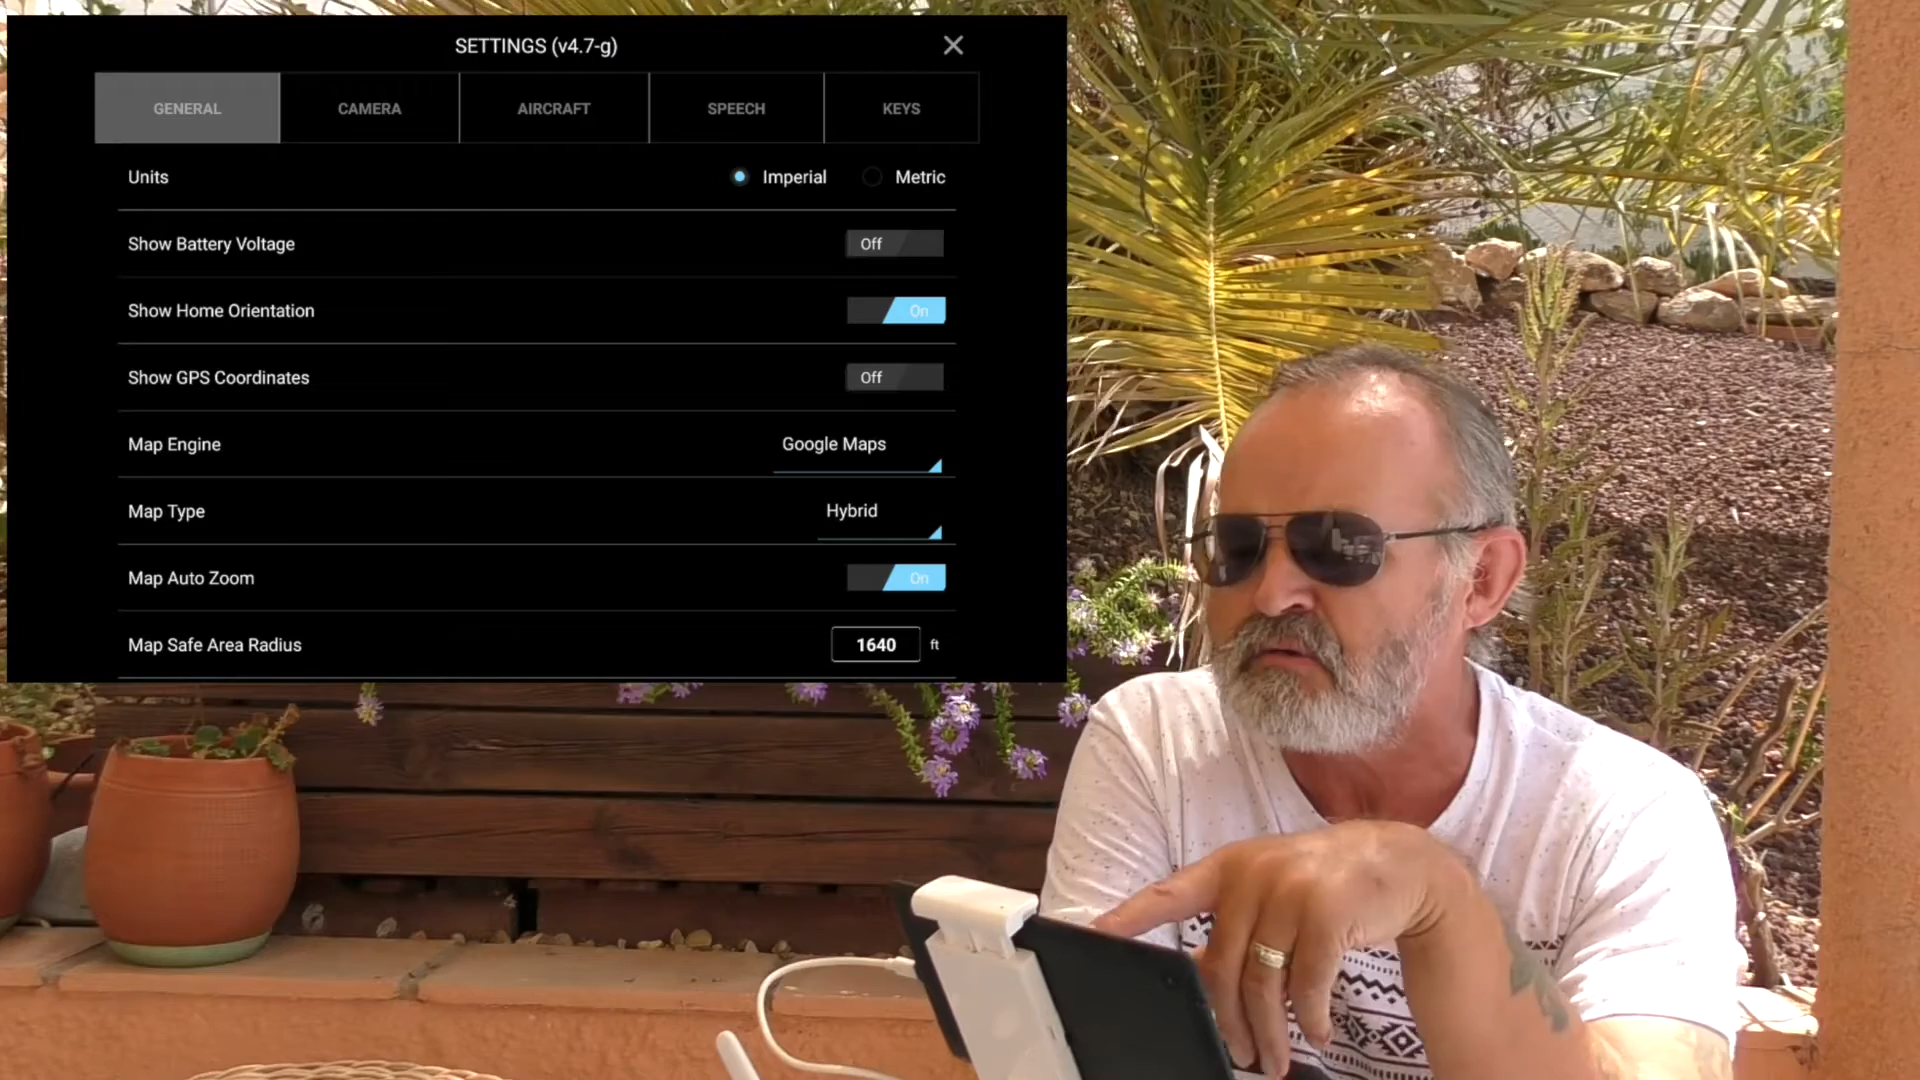 SETTINGS (v4.7-g)
GENERAL CAMERA AIRCRAFT SPEECH KEYS
Units Imperial Metric
Show Battery Voltage Off
Show Home Orientation On
Show GPS Coordinates Off
Map Engine Google Maps
Map Type Hybrid
Map Auto Zoom On
Map Safe Area Radius 1640 ft